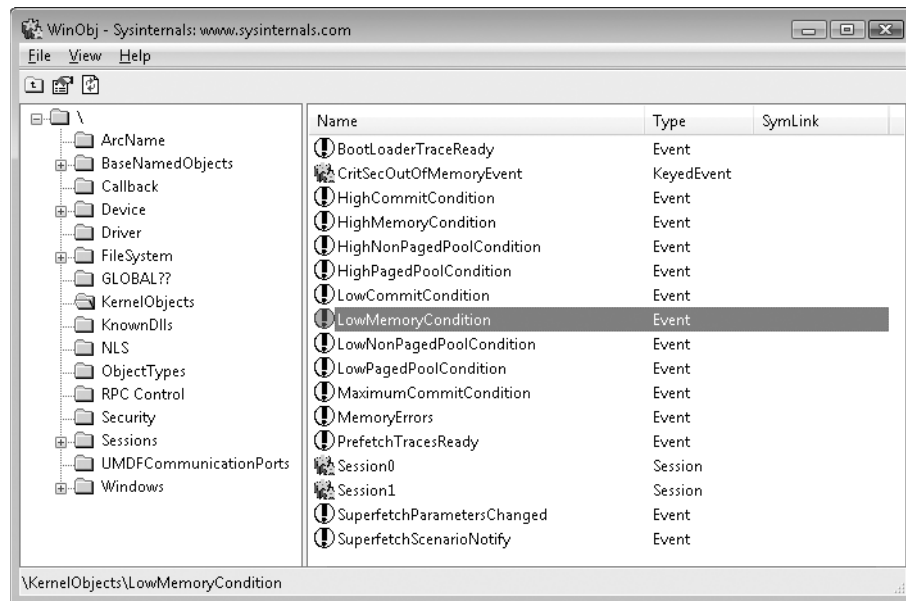 WinObj - Sysinternals: www.sysinternals.com
File View Help
\
ArcName
BaseNamedObjects
Callback
Device
Driver
FileSystem
GLOBAL??
KernelObjects
KnownDlls
NLS
ObjectTypes
RPC Control
Security
Sessions
UMDFCommunicationPorts
Windows
Name Type SymLink
BootLoaderTraceReady Event
CritSecOutOfMemoryEvent KeyedEvent
HighCommitCondition Event
HighMemoryCondition Event
HighNonPagedPoolCondition Event
HighPagedPoolCondition Event
LowCommitCondition Event
LowMemoryCondition Event
LowNonPagedPoolCondition Event
LowPagedPoolCondition Event
MaximumCommitCondition Event
MemoryErrors Event
PrefetchTracesReady Event
Session0 Session
Session1 Session
SuperfetchParametersChanged Event
SuperfetchScenarioNotify Event
\KernelObjects\LowMemoryCondition